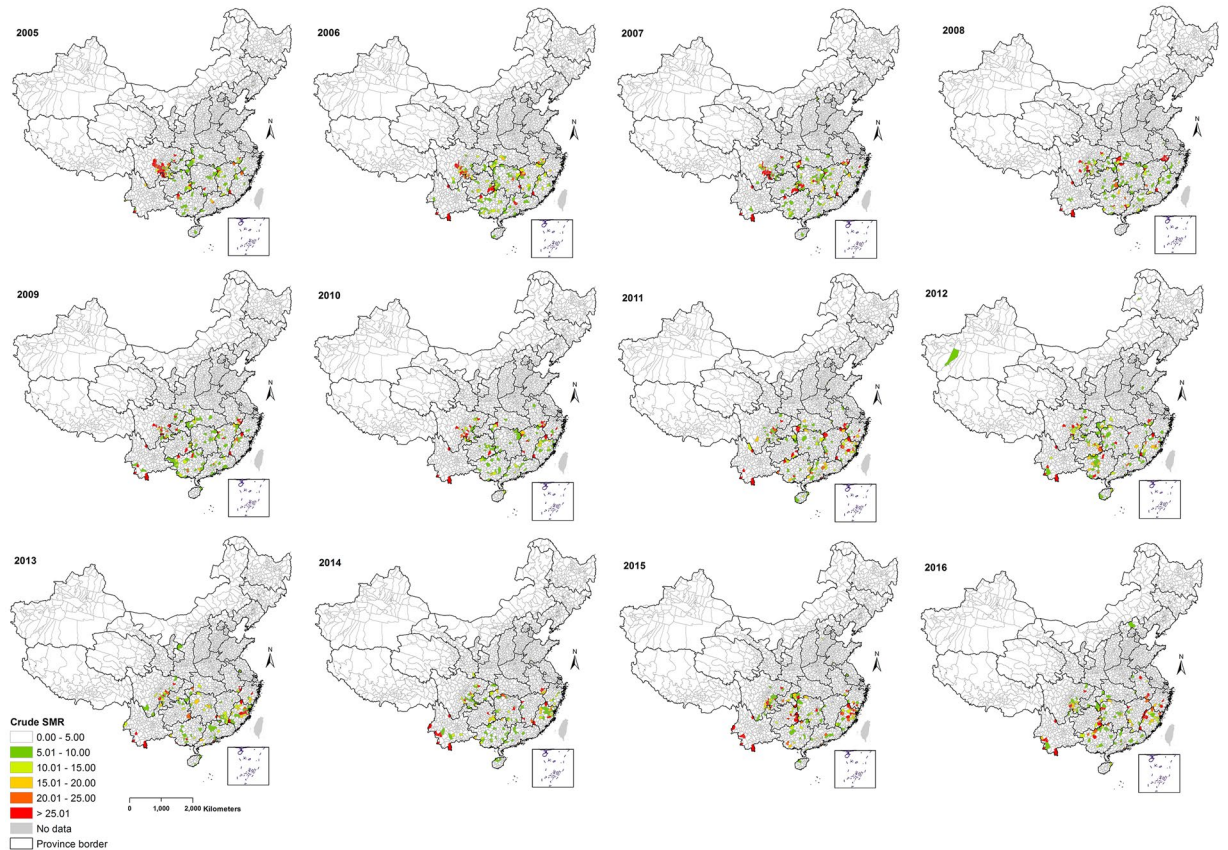 2005
2006
2007
2008
N
N
N
N
2009
2010
2011
2012
N
N
N
N
2013
2014
2015
2016
N
N
N
N
Crude SMR
0.00 - 5.00
5.01 - 10.00
10.01 - 15.00
15.01 - 20.00
20.01 - 25.00
> 25.01
No data
Province border
0 1,000 2,000 Kilometers